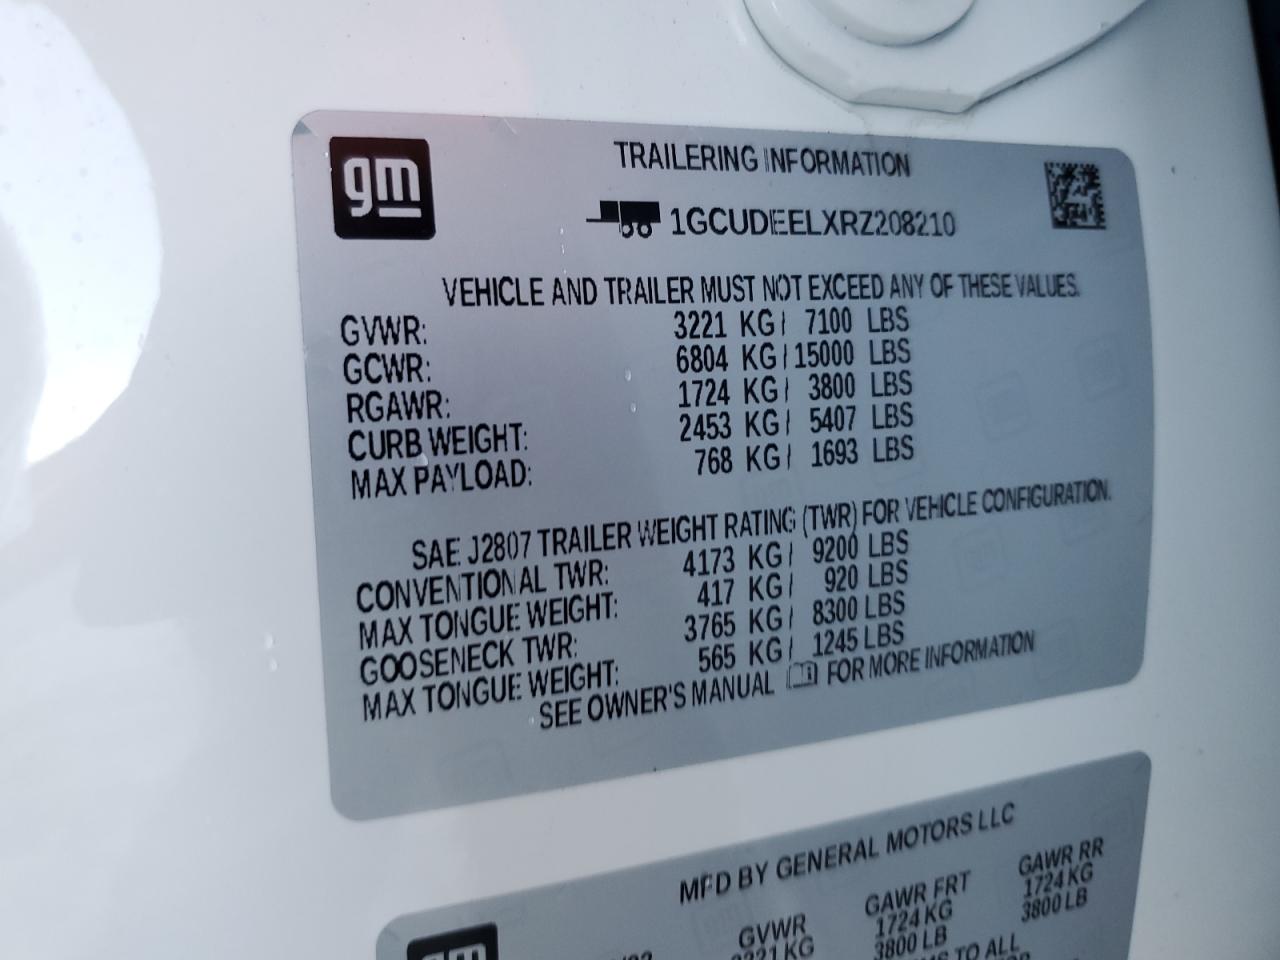 gm
TRAILERING INFORMATION
1GCUDEELXRZ208210
VEHICLE AND TRAILER MUST NOT EXCEED ANY OF THESE VALUES.
GVWR: 3221 KG/ 7100 LBS
GCWR: 6804 KG/ 15000 LBS
RGAWR: 1724 KG/ 3800 LBS
CURB WEIGHT: 2453 KG/ 5407 LBS
MAX PAYLOAD: 768 KG/ 1693 LBS
SAE J2807 TRAILER WEIGHT RATING (TWR) FOR VEHICLE CONFIGURATION.
CONVENTIONAL TWR: 4173 KG/ 9200 LBS
MAX TONGUE WEIGHT: 417 KG/ 920 LBS
GOOSENECK TWR: 3765 KG/ 8300 LBS
MAX TONGUE WEIGHT: 565 KG/ 1245 LBS
SEE OWNER'S MANUAL FOR MORE INFORMATION
MFD BY GENERAL MOTORS LLC
gm
GVWR GAWR FRT GAWR RR
3221 KG 1724 KG 1724 KG
3800 LB 3800 LB
TO ALL